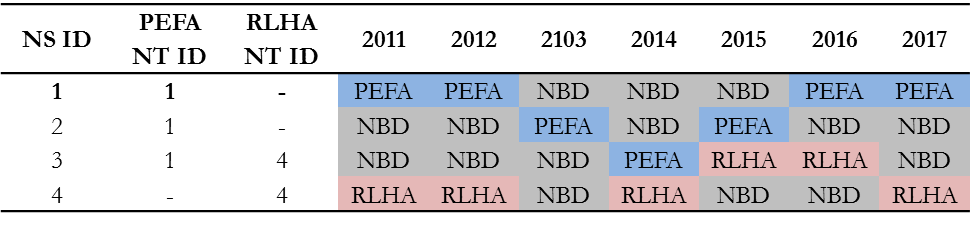 NS ID PEFA NT ID RLHA NT ID 2011 2012 2103 2014 2015 2016 2017
1 1 - PEFA PEFA NBD NBD NBD PEFA PEFA
2 1 - NBD NBD PEFA NBD PEFA NBD NBD
3 1 4 NBD NBD NBD PEFA RLHA RLHA NBD
4 - 4 RLHA RLHA NBD RLHA NBD NBD RLHA